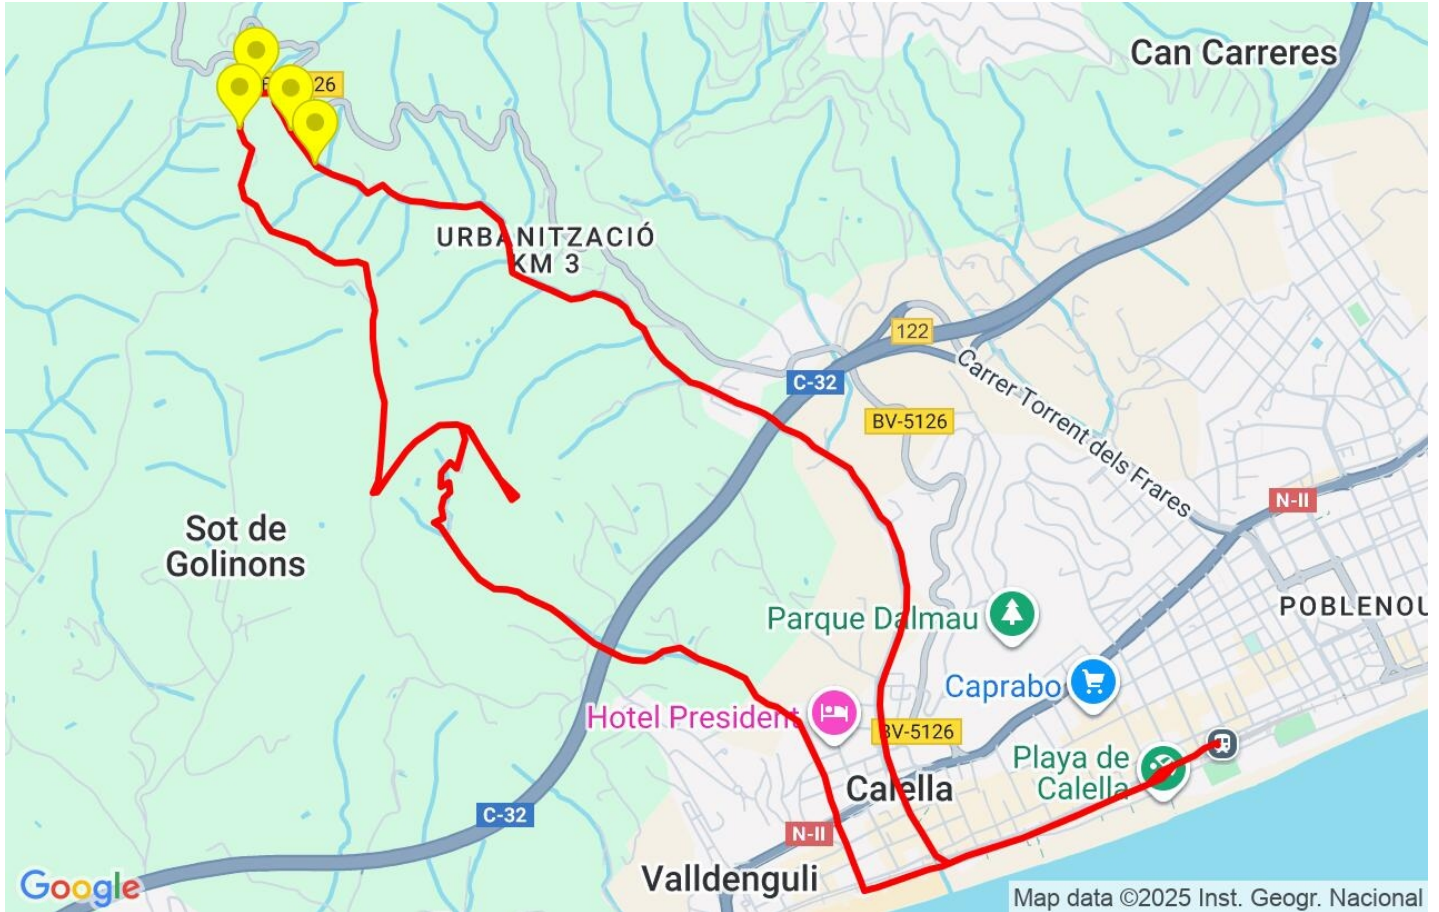 Can Carreres
26
URBANITZACIÓ
KM 3
122
C-32
Carrer Torrent dels Frares
BV-5126
N-II
Sot de
Golinons
POBLENOU
Parque Dalmau
Caprabo
Hotel President
BV-5126
Playa de
Calella
Calella
C-32
N-II
Valldenguli
Google
Map data ©2025 Inst. Geogr. Nacional